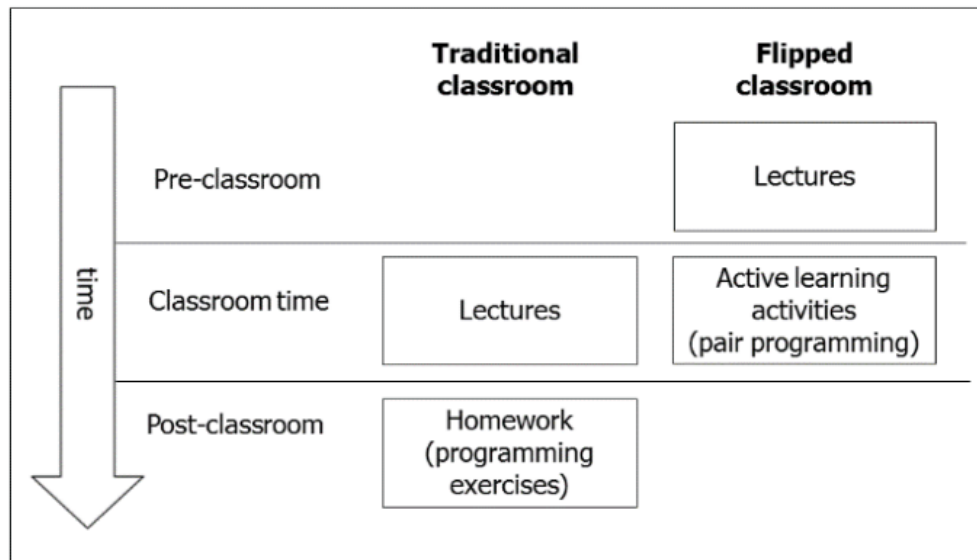 Traditional
classroom
Flipped
classroom
Pre-classroom
Lectures
time
Classroom time
Lectures
Active learning
activities
(pair programming)
Post-classroom
Homework
(programming
exercises)